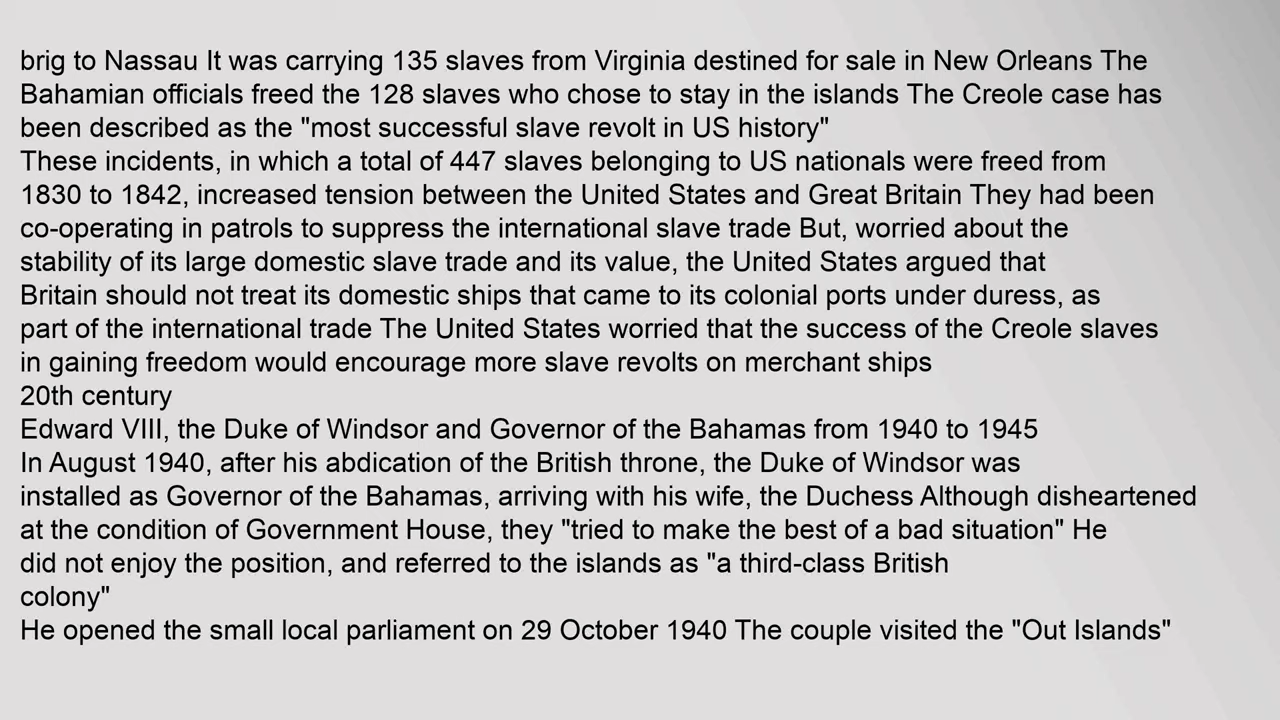 brig to Nassau It was carrying 135 slaves from Virginia destined for sale in New Orleans The
Bahamian officials freed the 128 slaves who chose to stay in the islands The Creole case has
been described as the "most successful slave revolt in US history"
These incidents, in which a total of 447 slaves belonging to US nationals were freed from
1830 to 1842, increased tension between the United States and Great Britain They had been
co-operating in patrols to suppress the international slave trade But, worried about the
stability of its large domestic slave trade and its value, the United States argued that
Britain should not treat its domestic ships that came to its colonial ports under duress, as
part of the international trade The United States worried that the success of the Creole slaves
in gaining freedom would encourage more slave revolts on merchant ships
20th century
Edward VIII, the Duke of Windsor and Governor of the Bahamas from 1940 to 1945
In August 1940, after his abdication of the British throne, the Duke of Windsor was
installed as Governor of the Bahamas, arriving with his wife, the Duchess Although disheartened
at the condition of Government House, they "tried to make the best of a bad situation" He
did not enjoy the position, and referred to the islands as "a third-class British
colony"
He opened the small local parliament on 29 October 1940 The couple visited the "Out Islands"